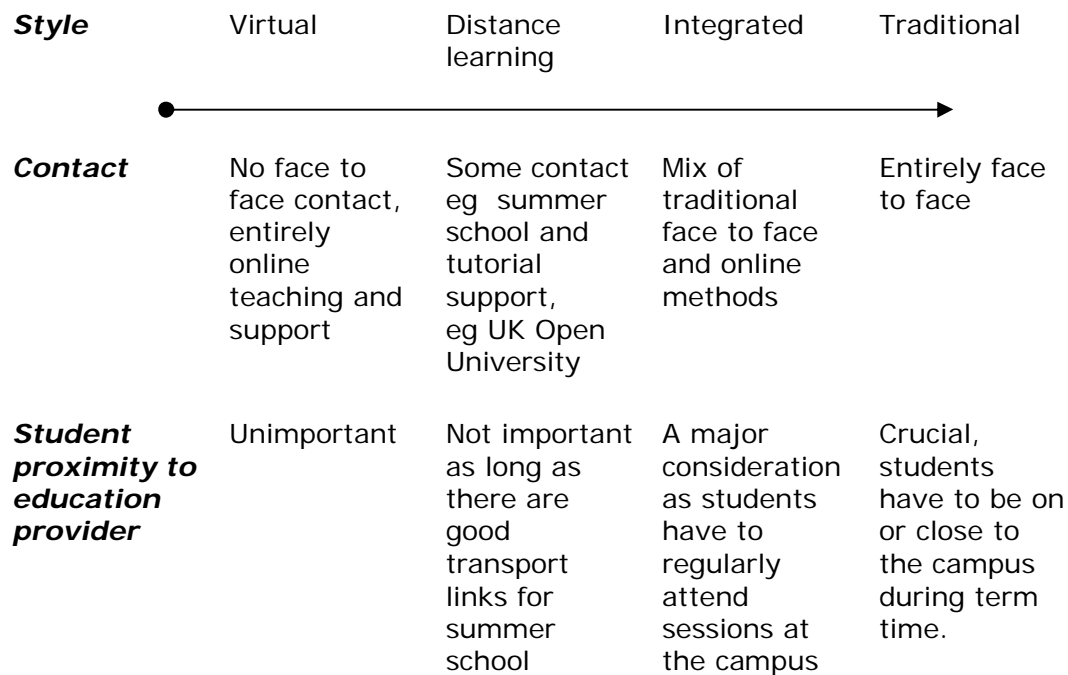 Style Virtual Distance Integrated Traditional
learning
Contact No face to Some contact Mix of Entirely face
face contact, eg summer traditional to face
entirely school and face to face
online tutorial and online
teaching and support, methods
support eg UK Open
University
Student Unimportant Not important A major Crucial,
proximity to as long as consideration students
education there are as students have to be on
provider good have to or close to
transport regularly the campus
links for attend during term
summer sessions at time.
school the campus